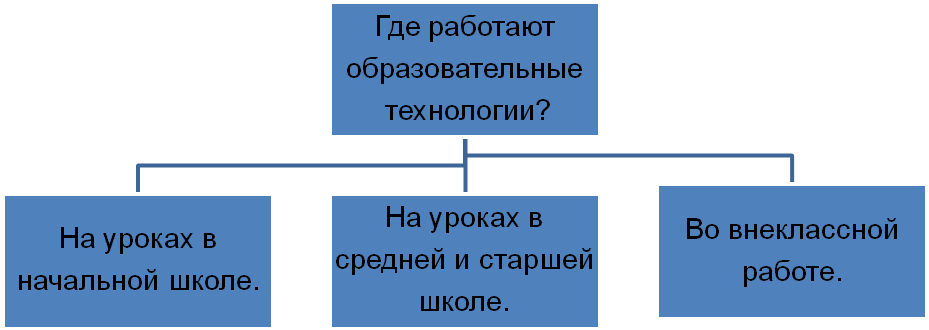 Где работают
образовательные
технологии?
На уроках в
начальной школе.
На уроках в
средней и старшей
школе.
Во внеклассной
работе.